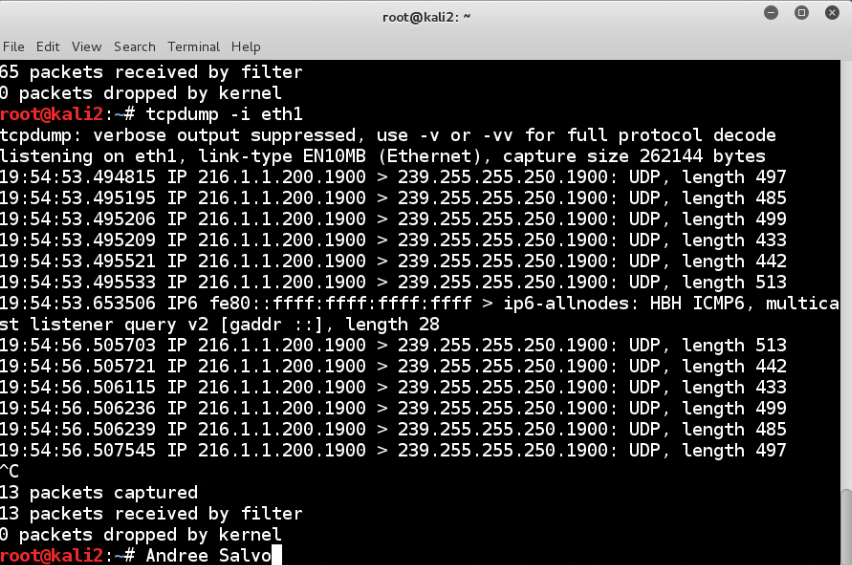 root@kali2: ~
File Edit View Search Terminal Help
65 packets received by filter
0 packets dropped by kernel
root@kali2:~# tcpdump -i eth1
tcpdump: verbose output suppressed, use -v or -vv for full protocol decode
listening on eth1, link-type EN10MB (Ethernet), capture size 262144 bytes
19:54:53.494815 IP 216.1.1.200.1900 > 239.255.255.250.1900: UDP, length 497
19:54:53.495195 IP 216.1.1.200.1900 > 239.255.255.250.1900: UDP, length 485
19:54:53.495206 IP 216.1.1.200.1900 > 239.255.255.250.1900: UDP, length 499
19:54:53.495209 IP 216.1.1.200.1900 > 239.255.255.250.1900: UDP, length 433
19:54:53.495521 IP 216.1.1.200.1900 > 239.255.255.250.1900: UDP, length 442
19:54:53.495533 IP 216.1.1.200.1900 > 239.255.255.250.1900: UDP, length 513
19:54:53.653506 IP6 fe80::ffff:ffff:ffff:ffff > ip6-allnodes: HBH ICMP6, multica
st listener query v2 [gaddr ::], length 28
19:54:56.505703 IP 216.1.1.200.1900 > 239.255.255.250.1900: UDP, length 513
19:54:56.505721 IP 216.1.1.200.1900 > 239.255.255.250.1900: UDP, length 442
19:54:56.506115 IP 216.1.1.200.1900 > 239.255.255.250.1900: UDP, length 433
19:54:56.506236 IP 216.1.1.200.1900 > 239.255.255.250.1900: UDP, length 499
19:54:56.506239 IP 216.1.1.200.1900 > 239.255.255.250.1900: UDP, length 485
19:54:56.507545 IP 216.1.1.200.1900 > 239.255.255.250.1900: UDP, length 497
^C
13 packets captured
13 packets received by filter
0 packets dropped by kernel
root@kali2:~# Andree Salvo